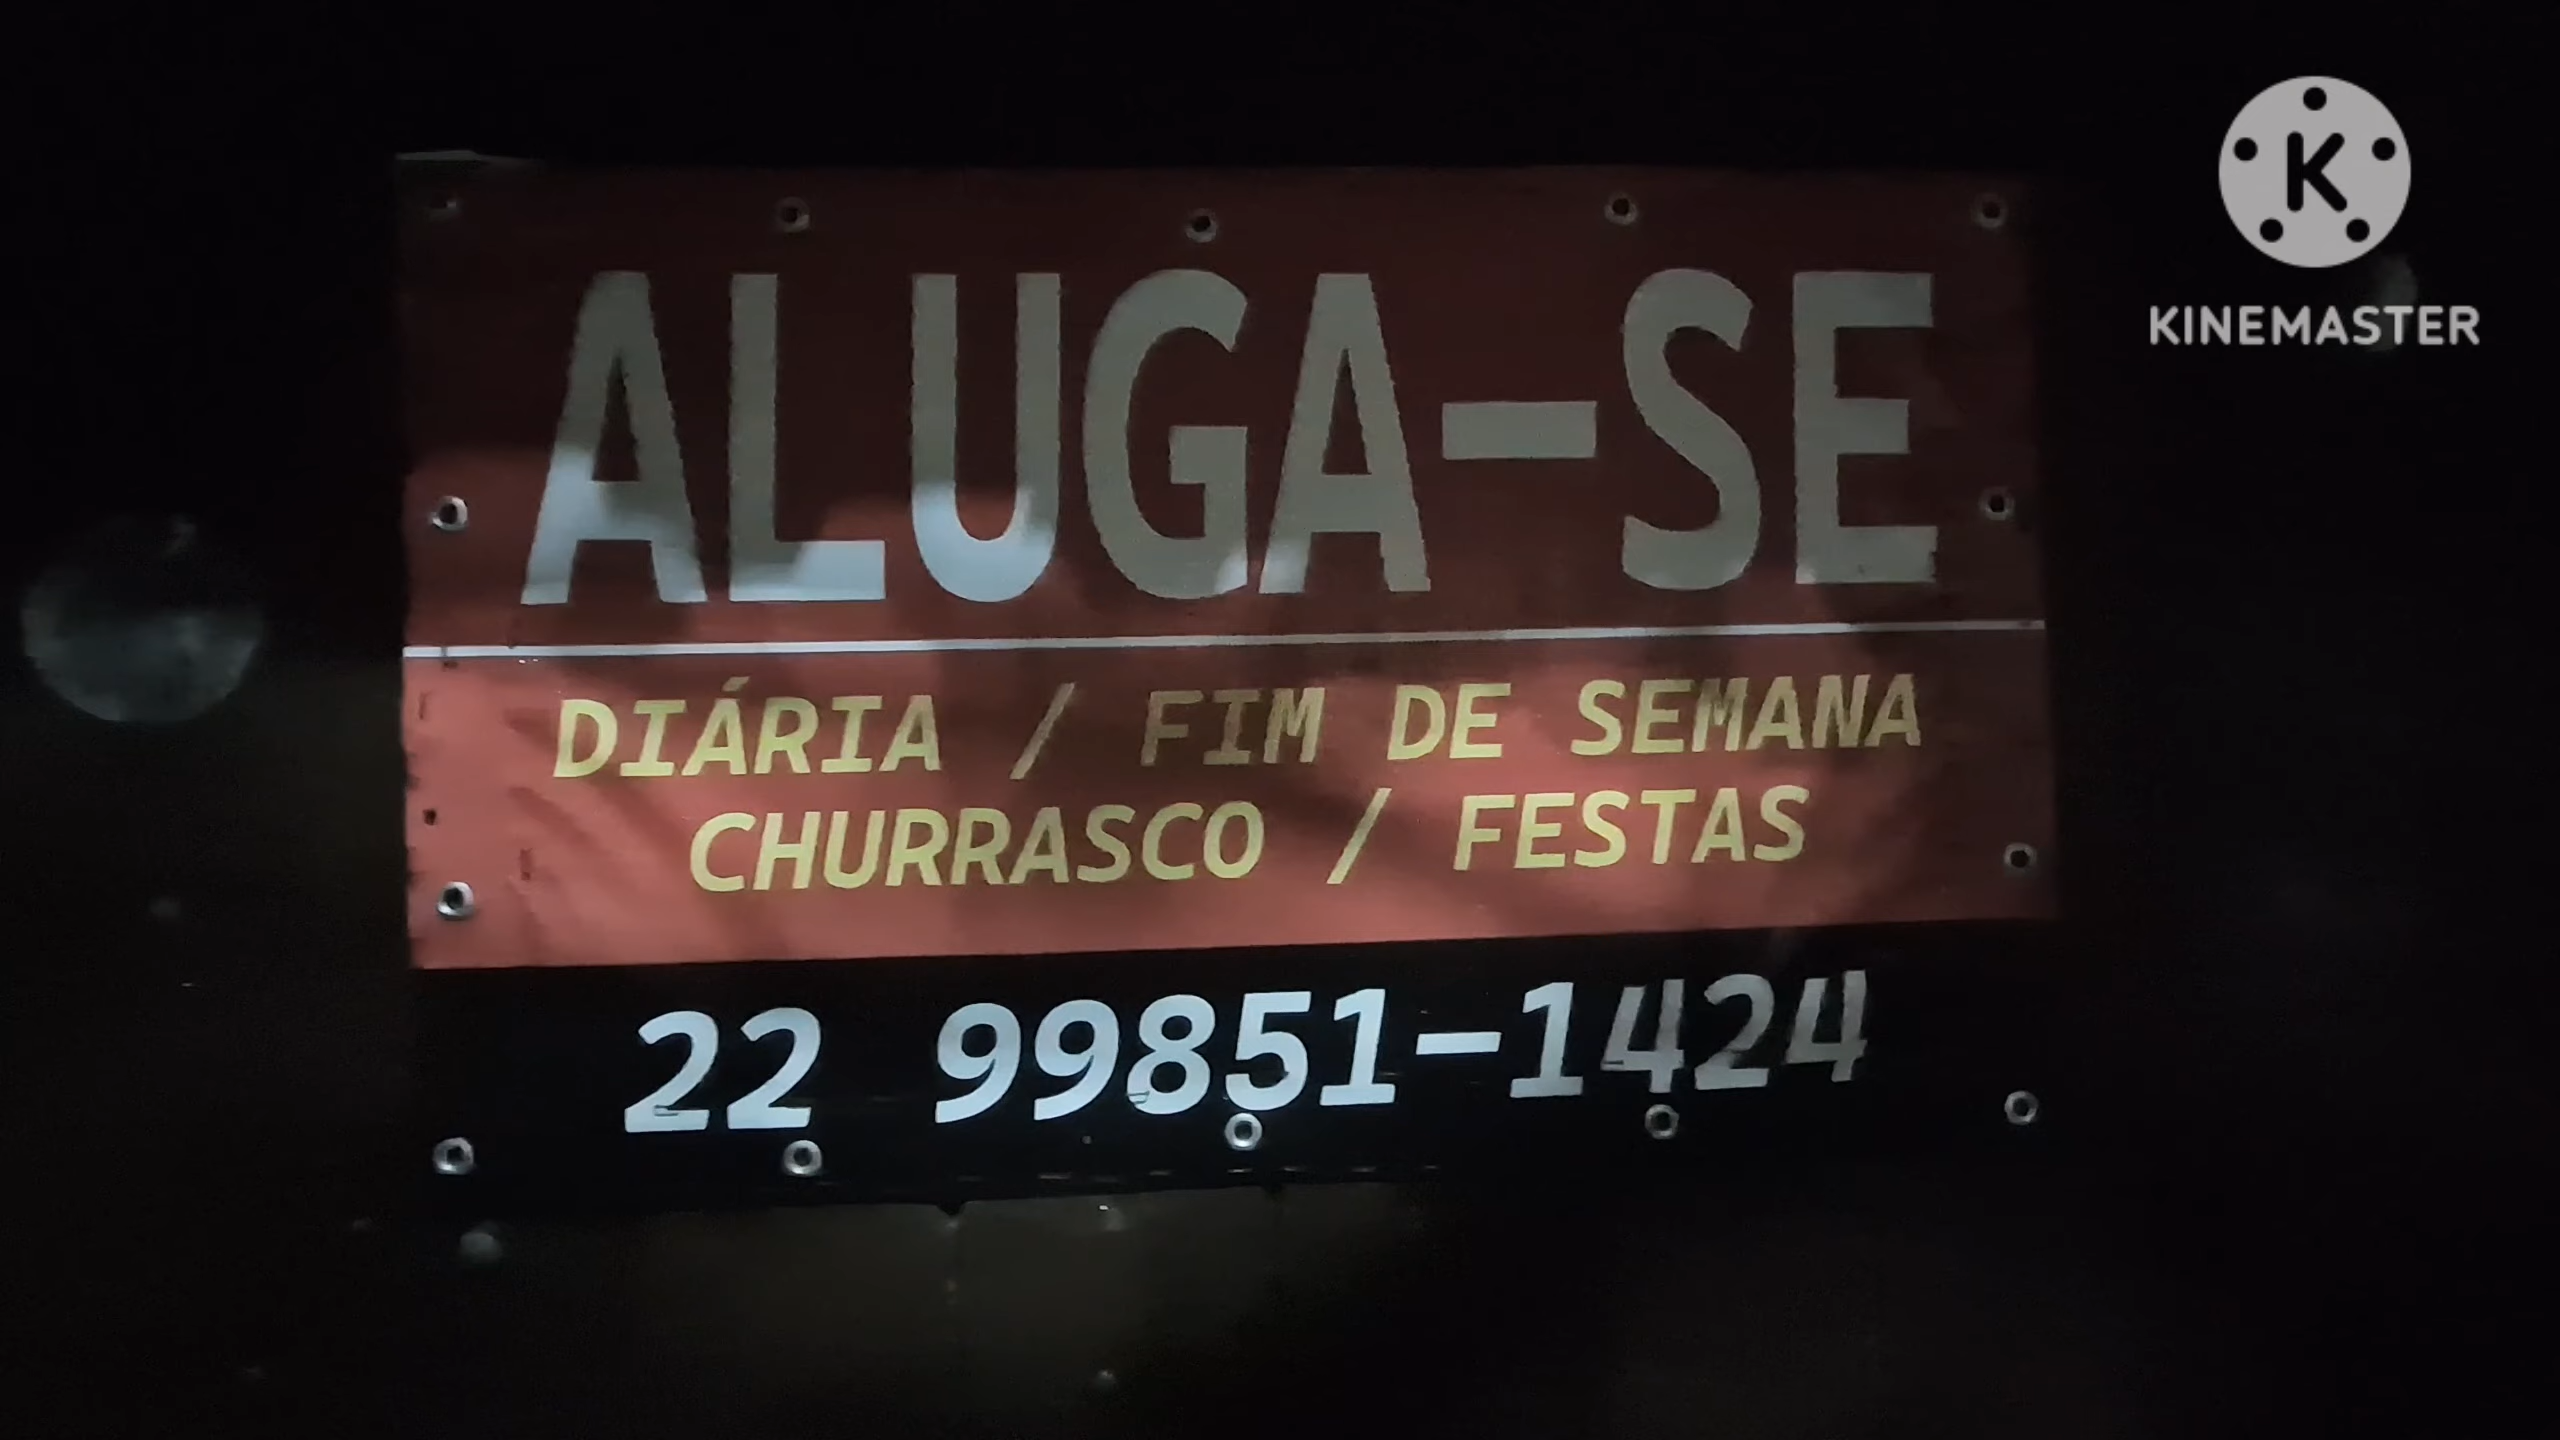 ALUGA-SE
DIÁRIA / FIM DE SEMANA
CHURRASCO / FESTAS
22 99851-1424
K
KINEMASTER